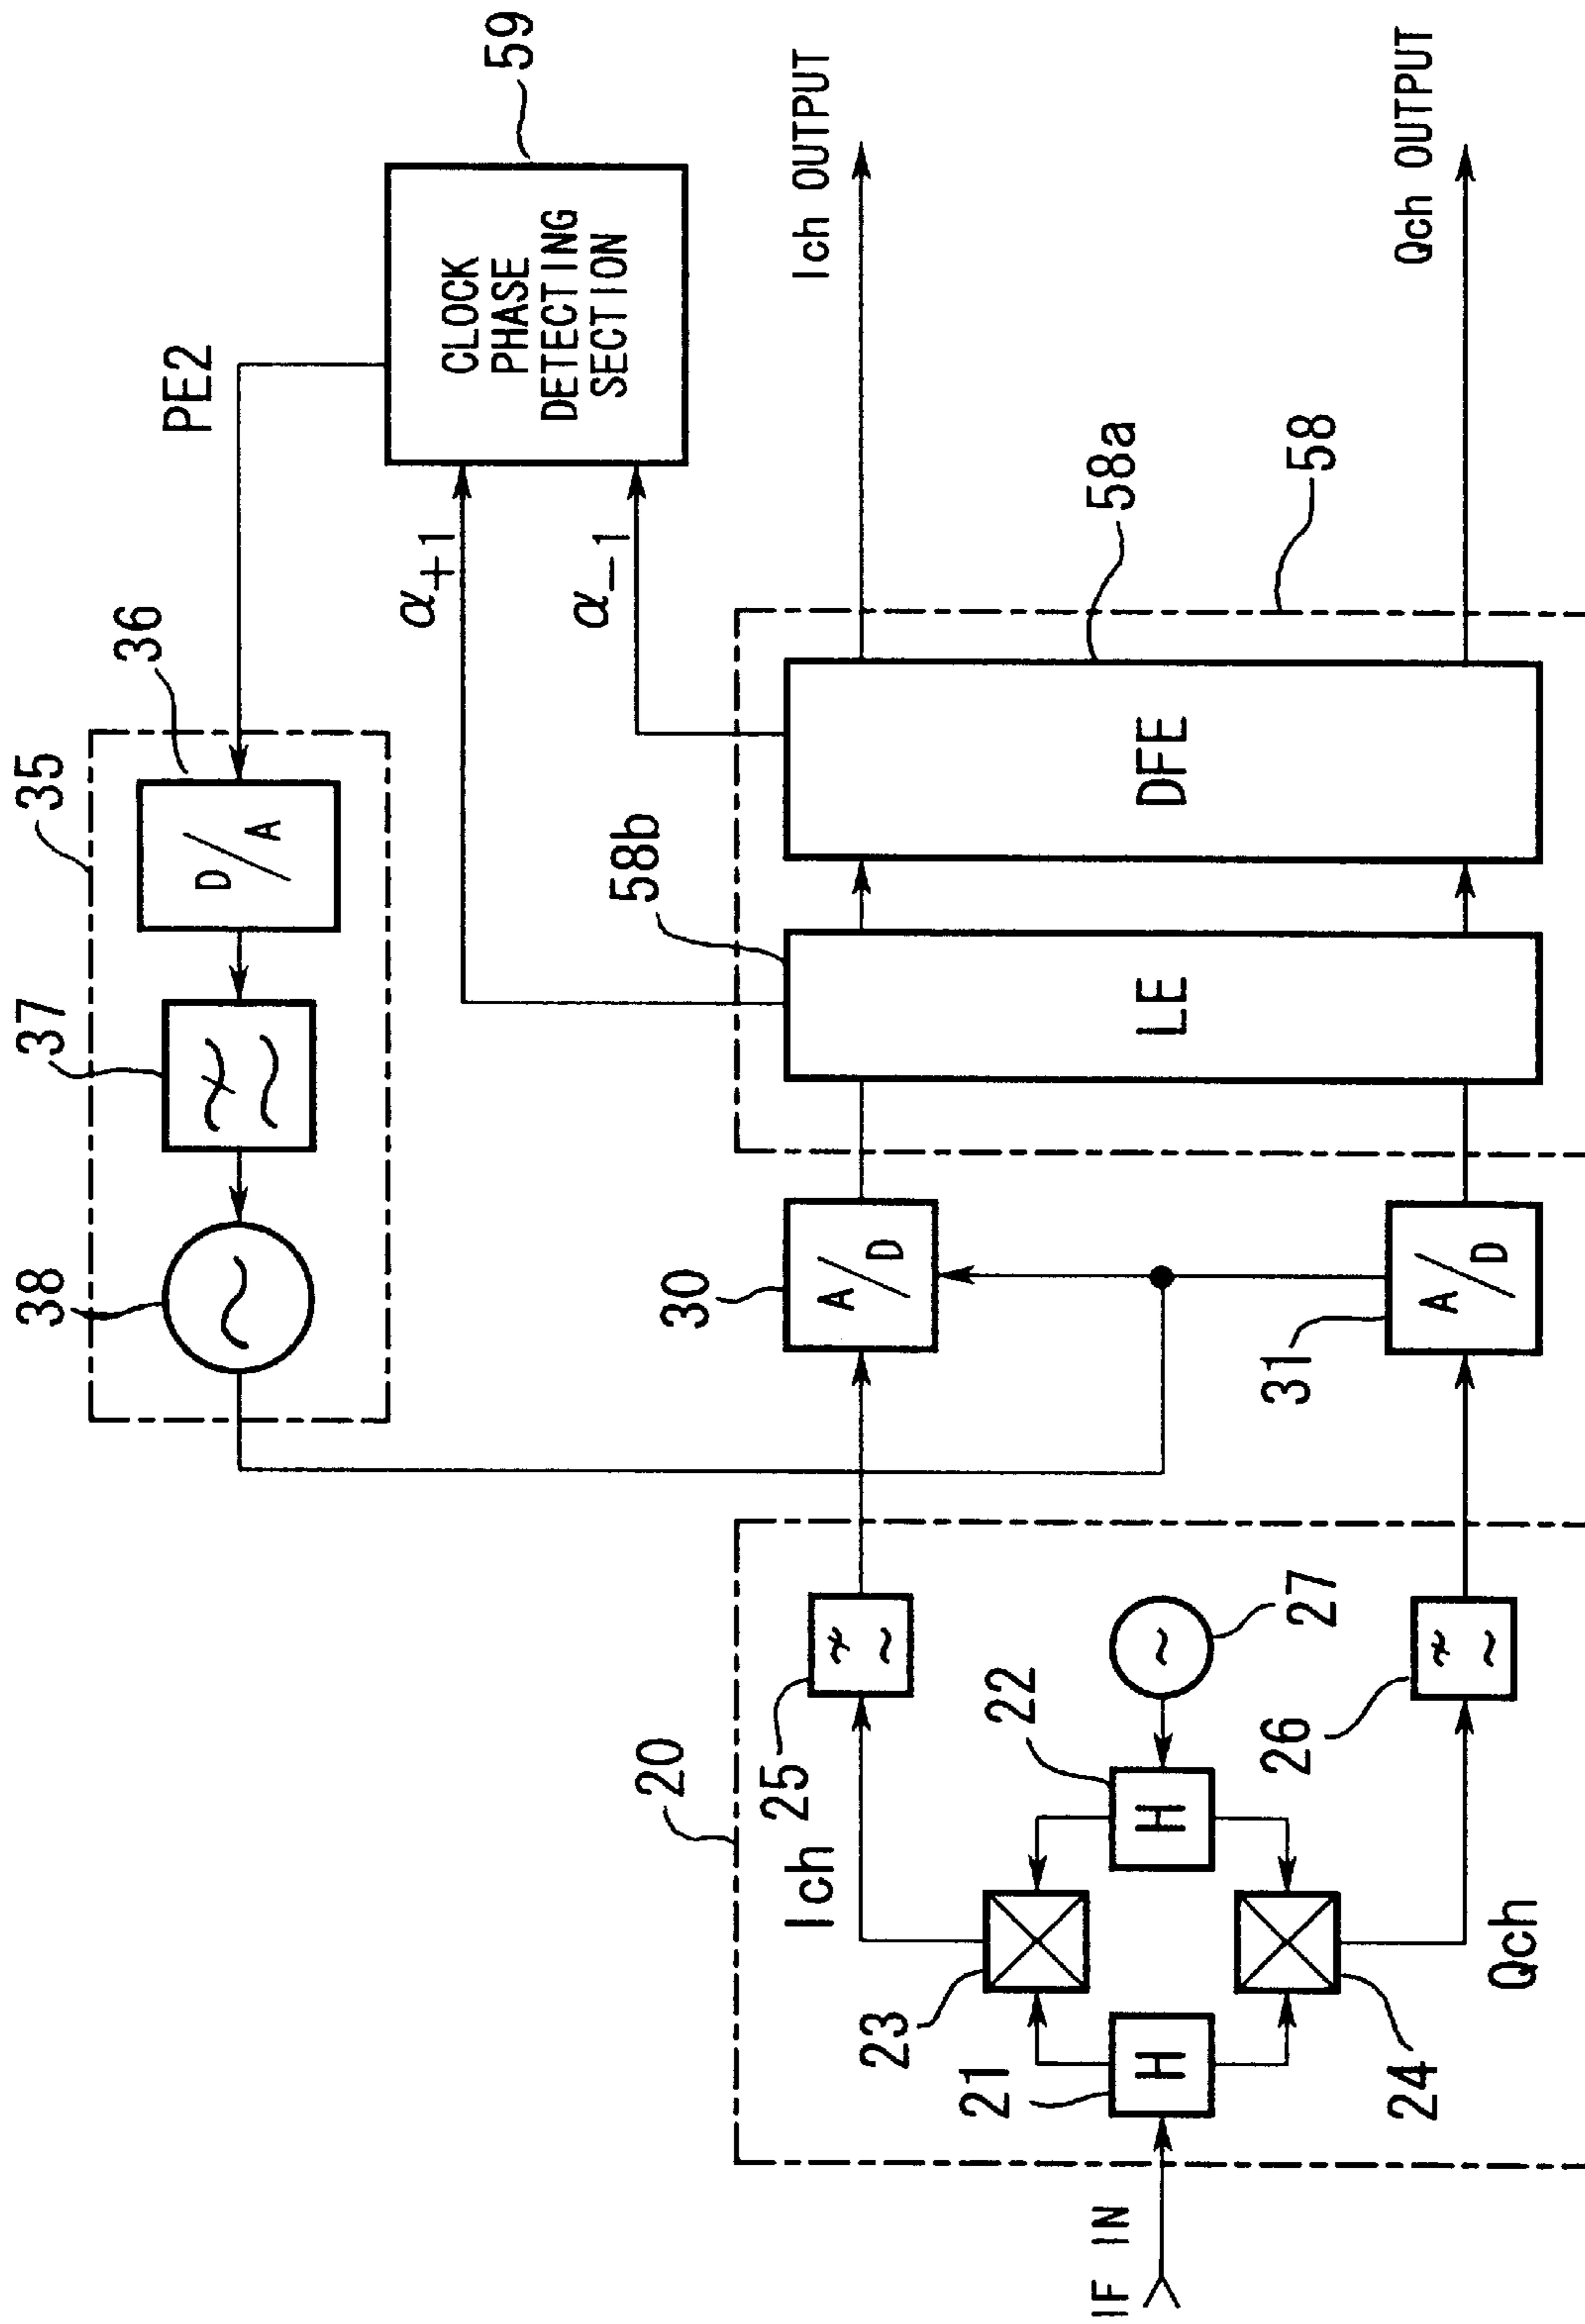 35
38
37
36
D/A
PE2
59
CLOCK
PHASE
DETECTING
SECTION
α+1
α−1
20
Ich
25
30
A/D
58b
58a
58
LE
DFE
Ich OUTPUT
23
22
H
27
21
H
IF IN
24
26
31
A/D
Qch
Qch OUTPUT